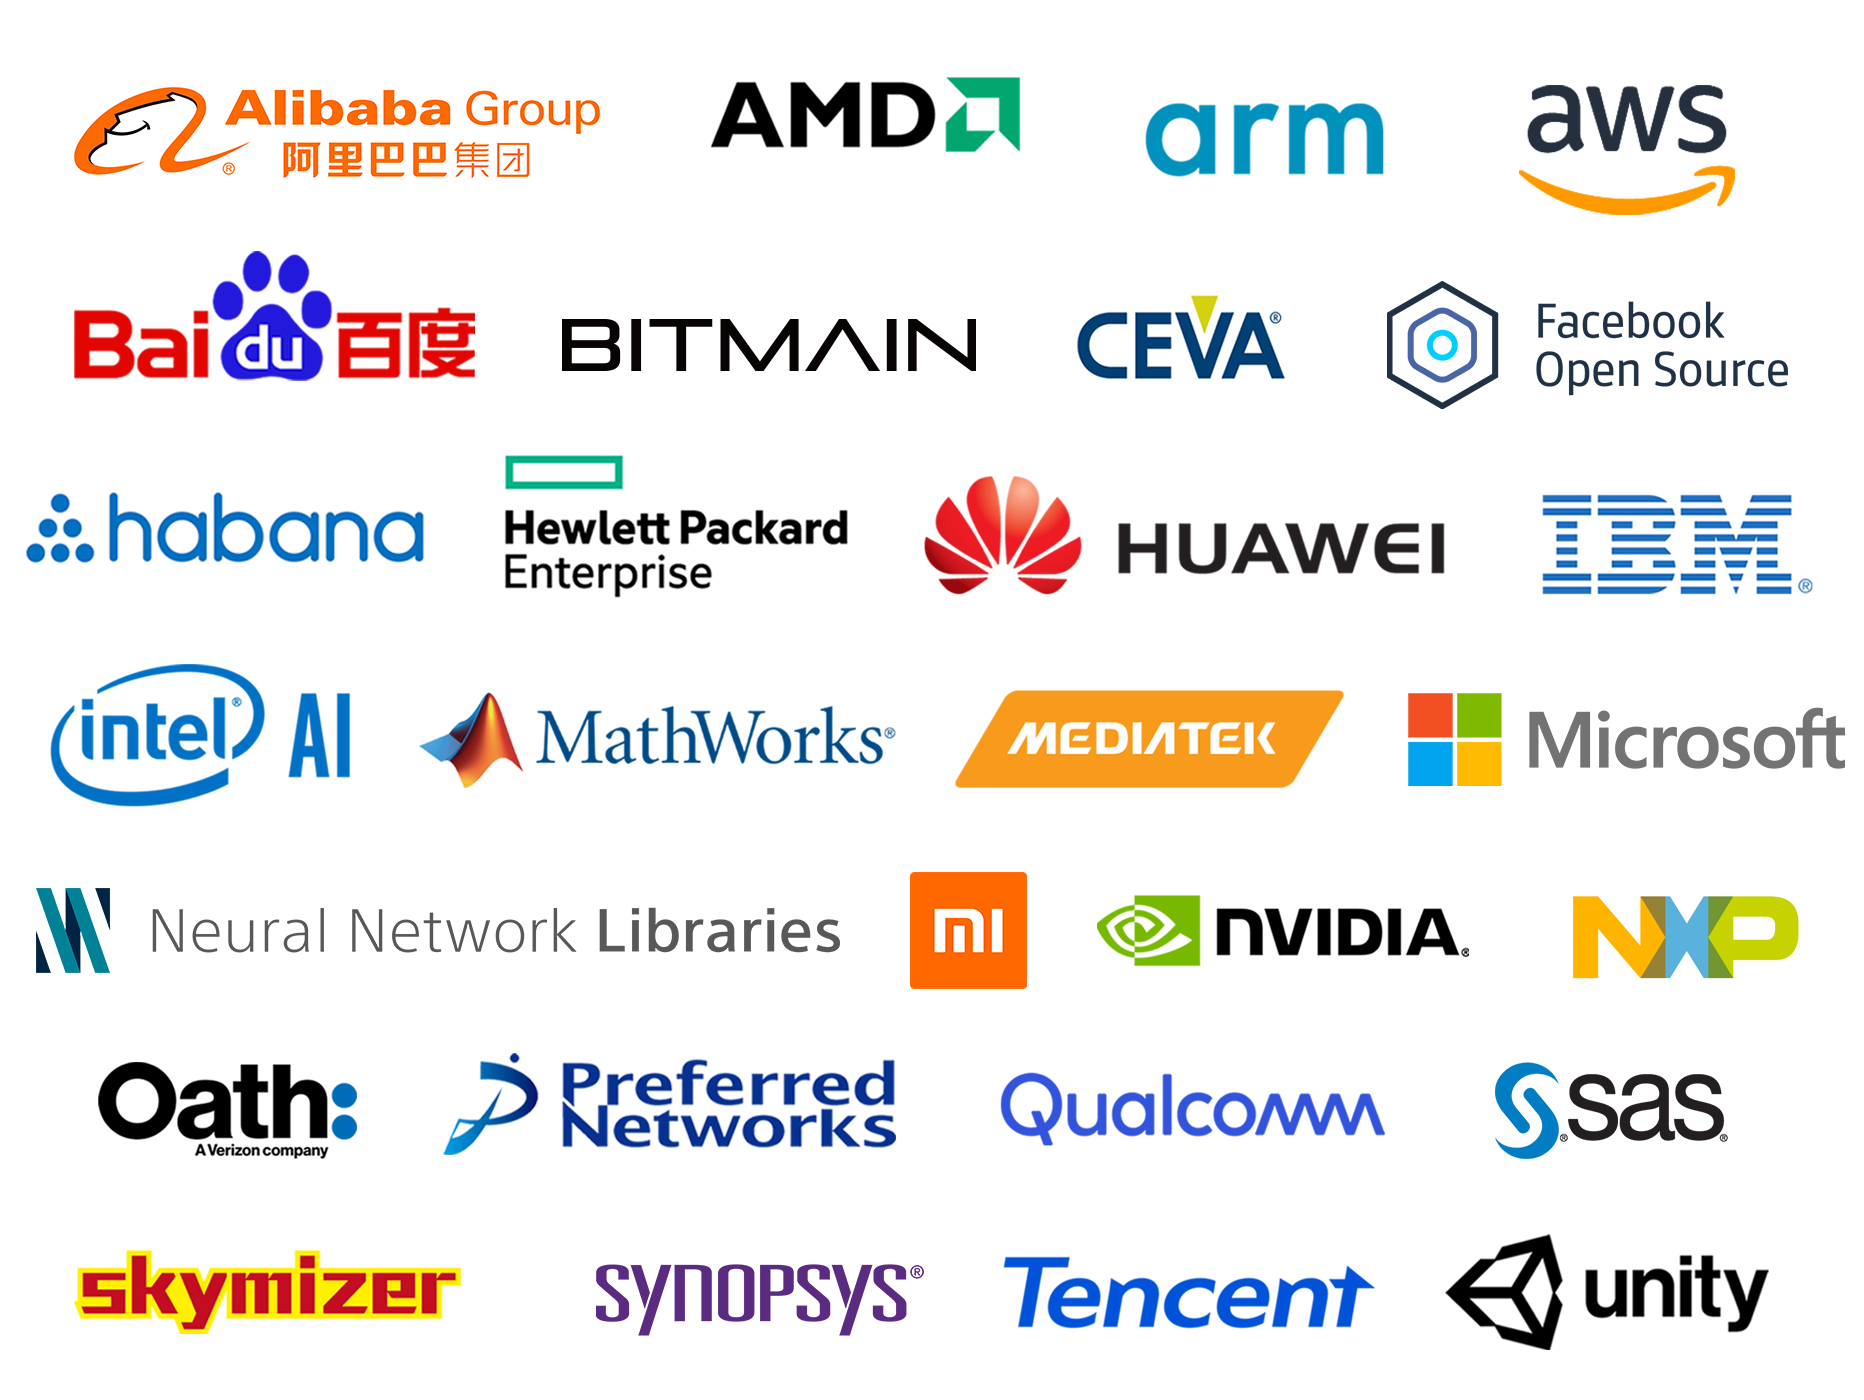 Alibaba Group
阿里巴巴集团
®
AMD
arm
aws
Bai du 百度
BITMAIN
CEVA®
Facebook
Open Source
habana
Hewlett Packard
Enterprise
HUAWEI
IBM®
intel® AI
MathWorks®
MEDIATEK
Microsoft
Neural Network Libraries
MI
NVIDIA®
NXP
Oath:
A Verizon company
Preferred
Networks
Qualcomm
®sas®
skymizer
SYNOPSYS®
Tencent
unity